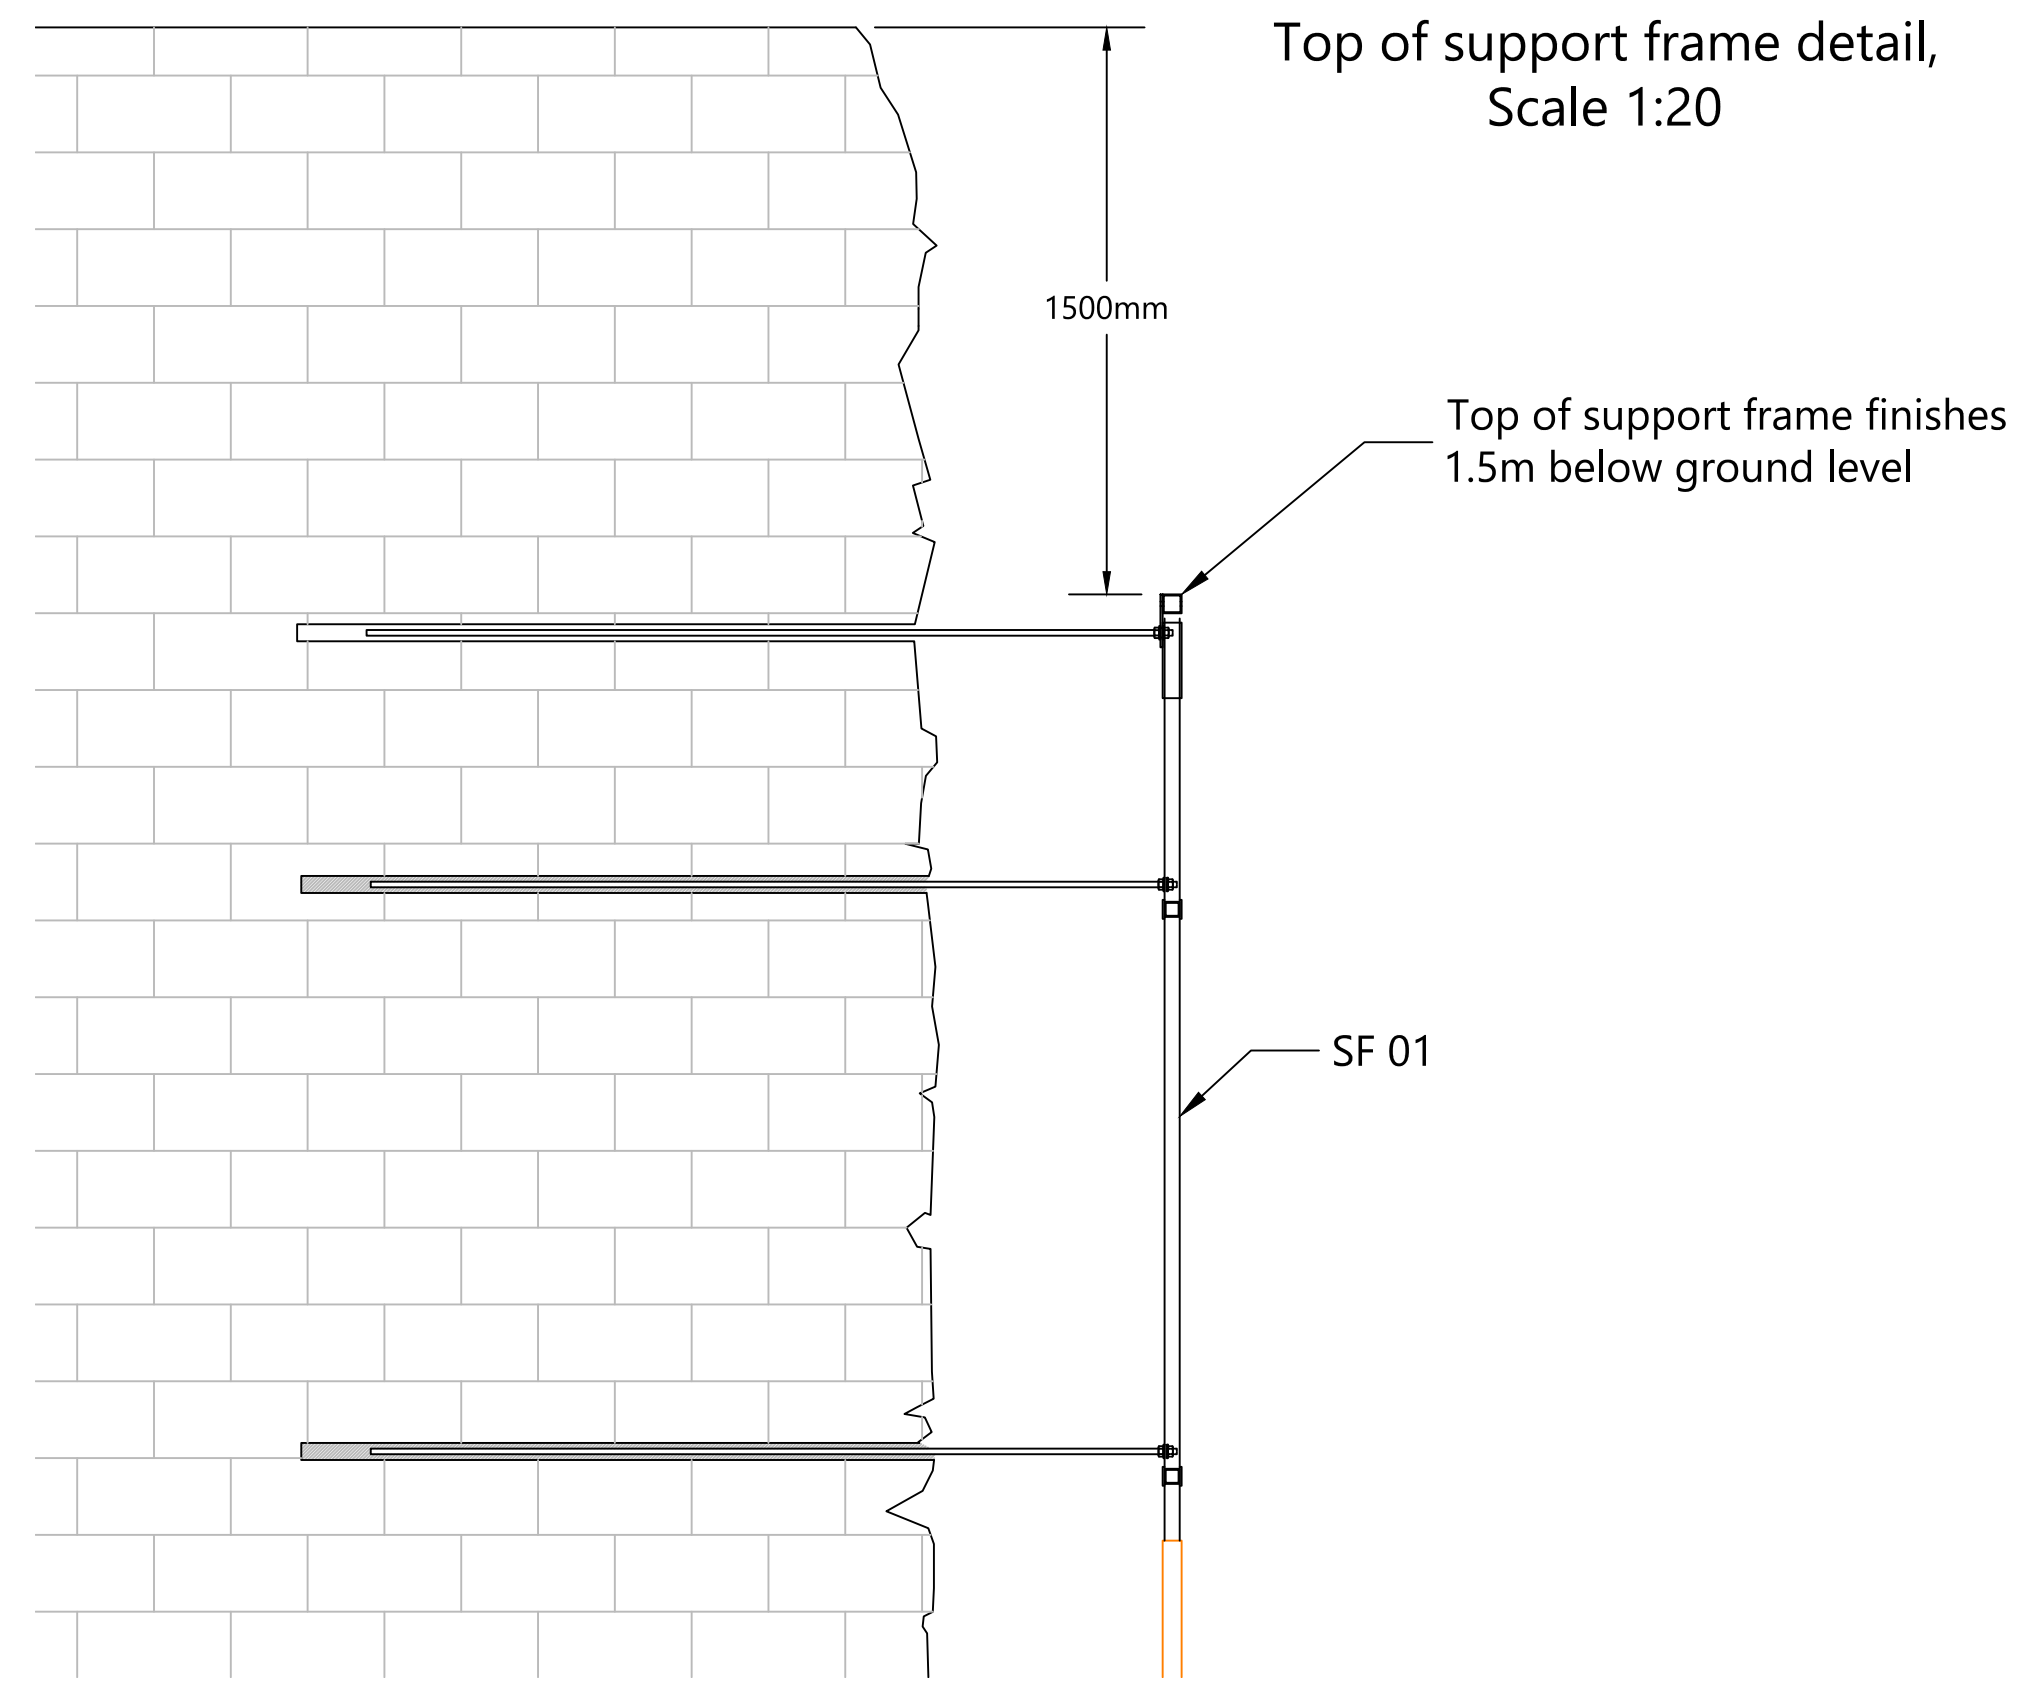 Top of support frame detail,
Scale 1:20
1500mm
Top of support frame finishes
1.5m below ground level
SF 01